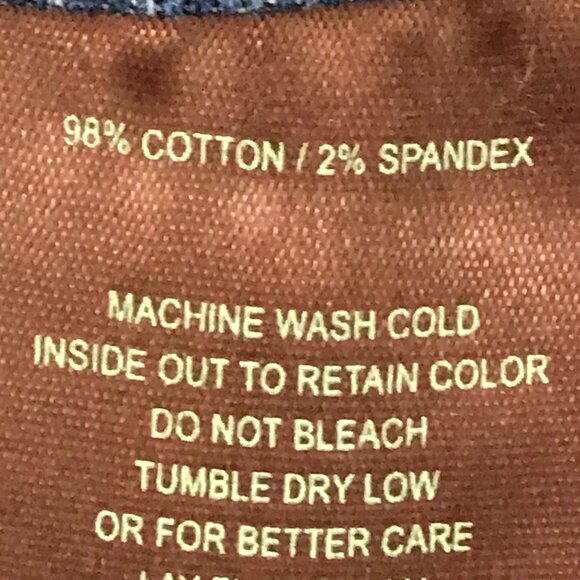 98% COTTON / 2% SPANDEX
MACHINE WASH COLD
INSIDE OUT TO RETAIN COLOR
DO NOT BLEACH
TUMBLE DRY LOW
OR FOR BETTER CARE
LAY